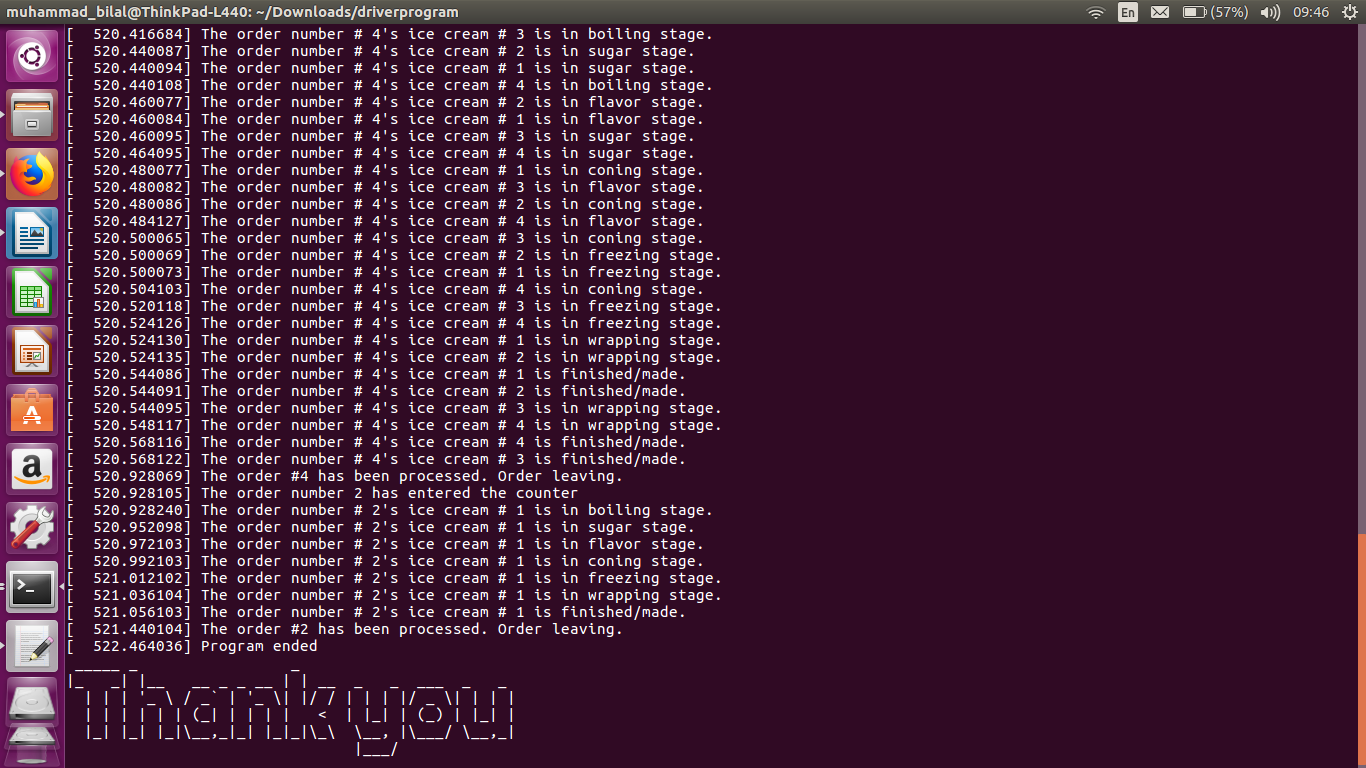 muhammad_bilal@ThinkPad-L440: ~/Downloads/driverprogram
En
(57%)
09:46
[  520.416684] The order number # 4's ice cream # 3 is in boiling stage.
[  520.440087] The order number # 4's ice cream # 2 is in sugar stage.
[  520.440094] The order number # 4's ice cream # 1 is in sugar stage.
[  520.440108] The order number # 4's ice cream # 4 is in boiling stage.
[  520.460077] The order number # 4's ice cream # 2 is in flavor stage.
[  520.460084] The order number # 4's ice cream # 1 is in flavor stage.
[  520.460095] The order number # 4's ice cream # 3 is in sugar stage.
[  520.464095] The order number # 4's ice cream # 4 is in sugar stage.
[  520.480077] The order number # 4's ice cream # 1 is in coning stage.
[  520.480082] The order number # 4's ice cream # 3 is in flavor stage.
[  520.480086] The order number # 4's ice cream # 2 is in coning stage.
[  520.484127] The order number # 4's ice cream # 4 is in flavor stage.
[  520.500065] The order number # 4's ice cream # 3 is in coning stage.
[  520.500069] The order number # 4's ice cream # 2 is in freezing stage.
[  520.500073] The order number # 4's ice cream # 1 is in freezing stage.
[  520.504103] The order number # 4's ice cream # 4 is in coning stage.
[  520.520118] The order number # 4's ice cream # 3 is in freezing stage.
[  520.524126] The order number # 4's ice cream # 4 is in freezing stage.
[  520.524130] The order number # 4's ice cream # 1 is in wrapping stage.
[  520.524135] The order number # 4's ice cream # 2 is in wrapping stage.
[  520.544086] The order number # 4's ice cream # 1 is finished/made.
[  520.544091] The order number # 4's ice cream # 2 is finished/made.
[  520.544095] The order number # 4's ice cream # 3 is in wrapping stage.
[  520.548117] The order number # 4's ice cream # 4 is in wrapping stage.
[  520.568116] The order number # 4's ice cream # 4 is finished/made.
[  520.568122] The order number # 4's ice cream # 3 is finished/made.
[  520.928069] The order #4 has been processed. Order leaving.
[  520.928105] The order number 2 has entered the counter
[  520.928240] The order number # 2's ice cream # 1 is in boiling stage.
[  520.952098] The order number # 2's ice cream # 1 is in sugar stage.
[  520.972103] The order number # 2's ice cream # 1 is in flavor stage.
[  520.992103] The order number # 2's ice cream # 1 is in coning stage.
[  521.012102] The order number # 2's ice cream # 1 is in freezing stage.
[  521.036104] The order number # 2's ice cream # 1 is in wrapping stage.
[  521.056103] The order number # 2's ice cream # 1 is finished/made.
[  521.440104] The order #2 has been processed. Order leaving.
[  522.464036] Program ended
Thank you